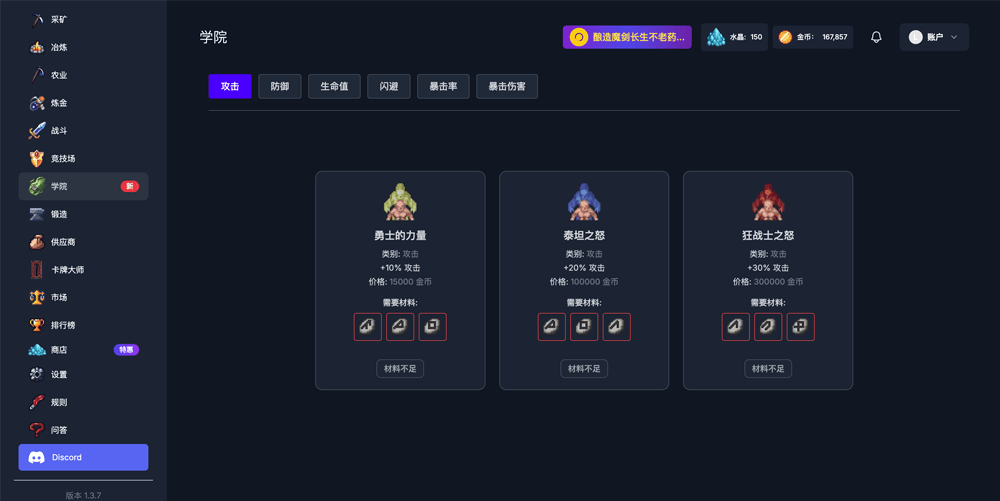 采矿
冶炼
农业
炼金
战斗
竞技场
学院 新
锻造
供应商
卡牌大师
市场
排行榜
商店 特惠
设置
规则
问答
Discord
版本 1.3.7
学院
酿造魔剑长生不老药...
水晶: 150
金币: 167,857
L 账户
攻击 防御 生命值 闪避 暴击率 暴击伤害
勇士的力量
类别: 攻击
+10% 攻击
价格: 15000 金币
需要材料:
材料不足
泰坦之怒
类别: 攻击
+20% 攻击
价格: 100000 金币
需要材料:
材料不足
狂战士之怒
类别: 攻击
+30% 攻击
价格: 300000 金币
需要材料:
材料不足